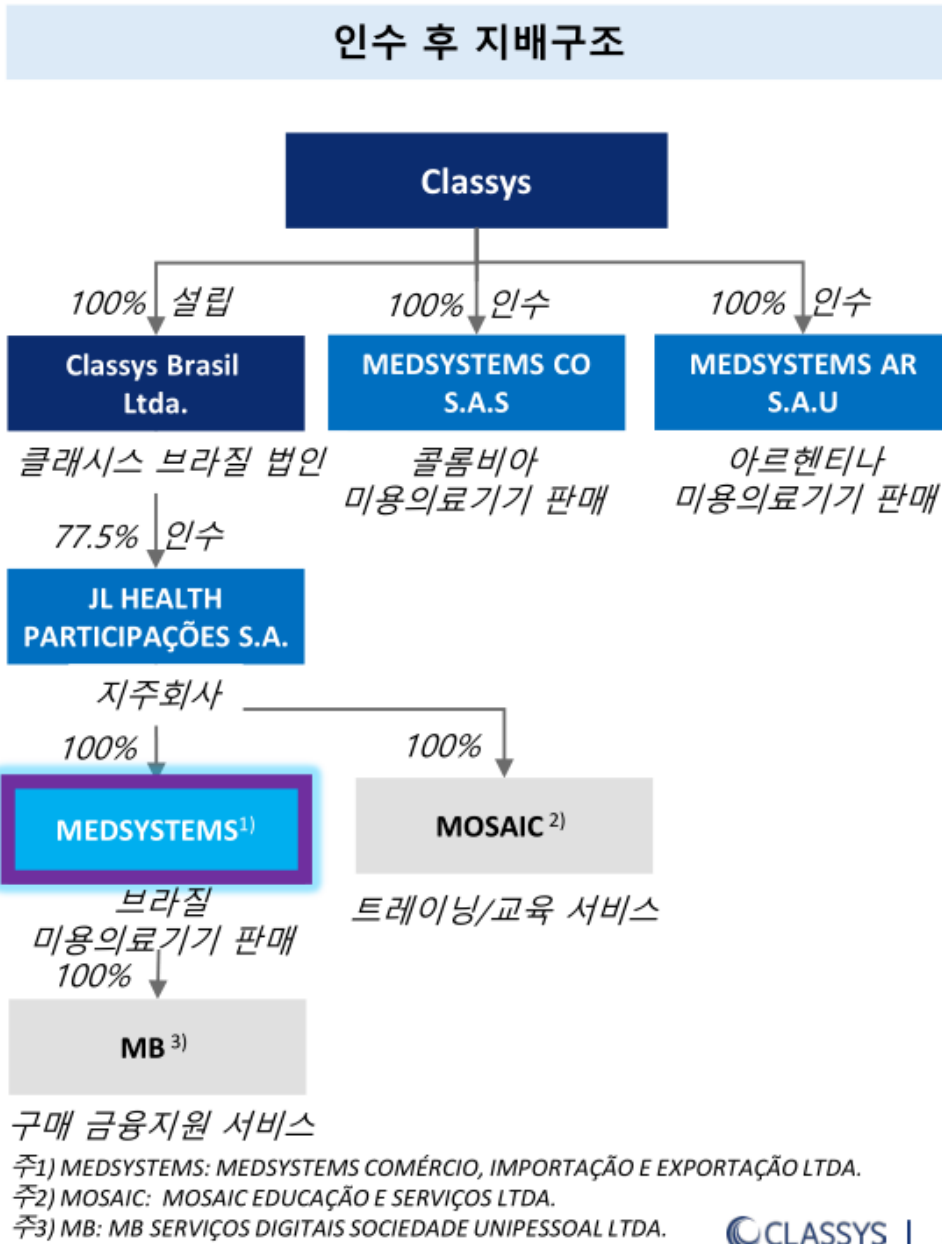 인수 후 지배구조
Classys
100% 설립
100% 인수
100% 인수
Classys Brasil
Ltda.
MEDSYSTEMS CO
S.A.S
MEDSYSTEMS AR
S.A.U
클래시스 브라질 법인
콜롬비아
미용의료기기 판매
아르헨티나
미용의료기기 판매
77.5% 인수
JL HEALTH
PARTICIPAÇÕES S.A.
지주회사
100%
100%
MEDSYSTEMS1)
MOSAIC 2)
브라질
미용의료기기 판매
트레이닝/교육 서비스
100%
MB 3)
구매 금융지원 서비스
주1) MEDSYSTEMS: MEDSYSTEMS COMÉRCIO, IMPORTAÇÃO E EXPORTAÇÃO LTDA.
주2) MOSAIC: MOSAIC EDUCAÇÃO E SERVIÇOS LTDA.
주3) MB: MB SERVIÇOS DIGITAIS SOCIEDADE UNIPESSOAL LTDA.
CLASSYS |